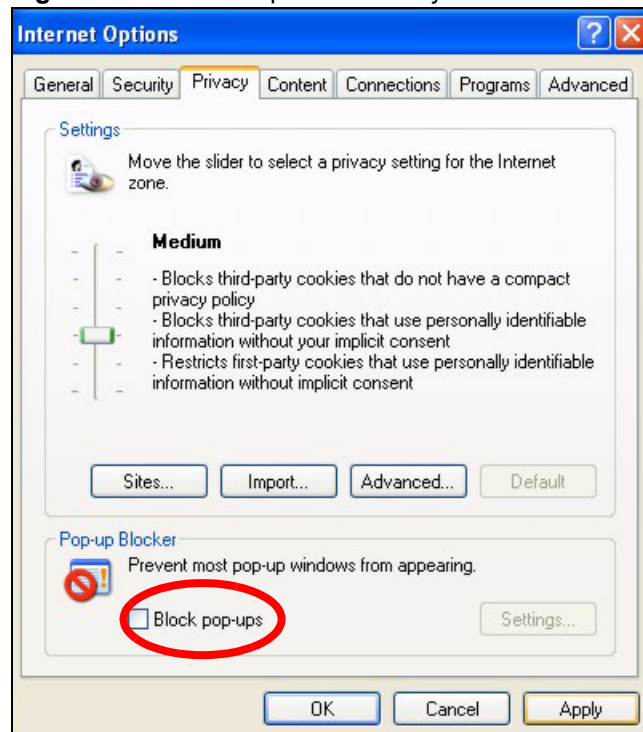 Internet Options
General Security Privacy Content Connections Programs Advanced
Settings
Move the slider to select a privacy setting for the Internet
zone.
Medium
- Blocks third-party cookies that do not have a compact
privacy policy
- Blocks third-party cookies that use personally identifiable
information without your implicit consent
- Restricts first-party cookies that use personally identifiable
information without implicit consent
Sites... Import... Advanced... Default
Pop-up Blocker
Prevent most pop-up windows from appearing.
Block pop-ups Settings...
OK Cancel Apply